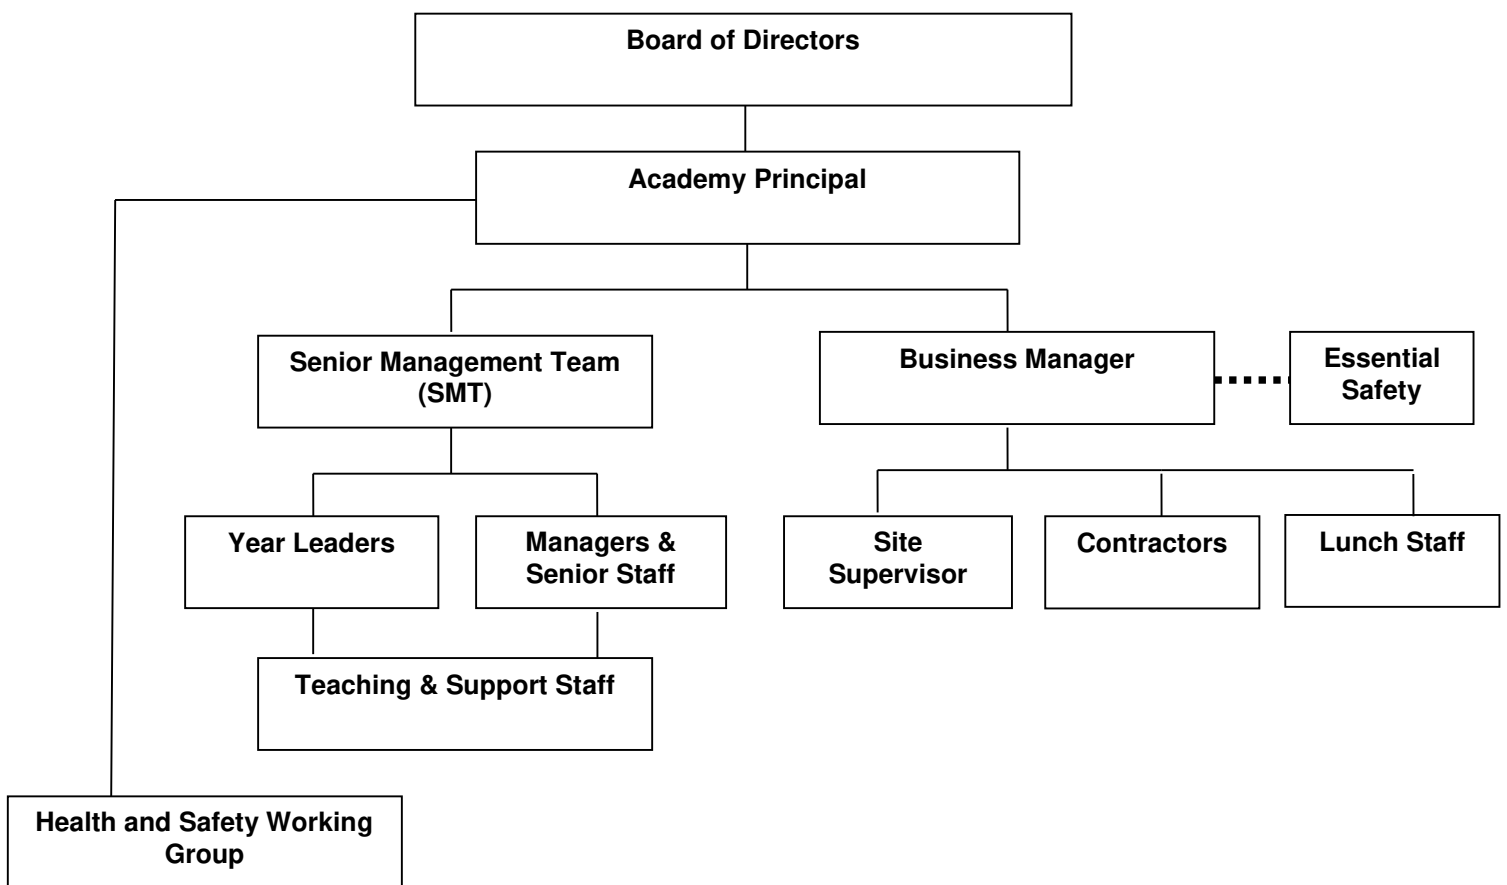 Board of Directors
Academy Principal
Senior Management Team
(SMT)
Business Manager
Essential
Safety
Year Leaders
Managers &
Senior Staff
Site
Supervisor
Contractors
Lunch Staff
Teaching & Support Staff
Health and Safety Working
Group